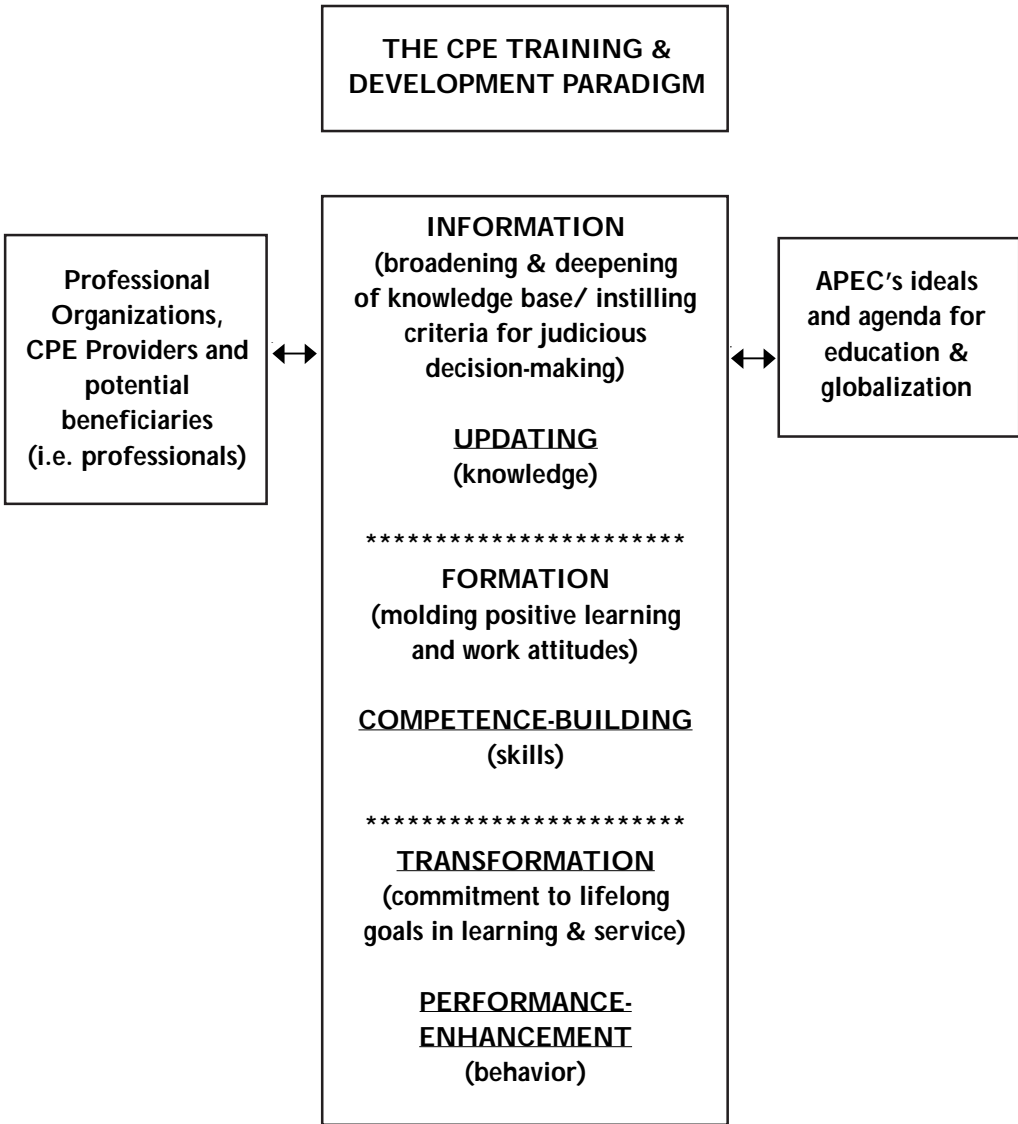 THE CPE TRAINING &
DEVELOPMENT PARADIGM
Professional
Organizations,
CPE Providers and
potential
beneficiaries
(i.e. professionals)
INFORMATION
(broadening & deepening
of knowledge base/ instilling
criteria for judicious
decision-making)
UPDATING
(knowledge)
***********************
FORMATION
(molding positive learning
and work attitudes)
COMPETENCE-BUILDING
(skills)
***********************
TRANSFORMATION
(commitment to lifelong
goals in learning & service)
PERFORMANCE-
ENHANCEMENT
(behavior)
APEC's ideals
and agenda for
education &
globalization